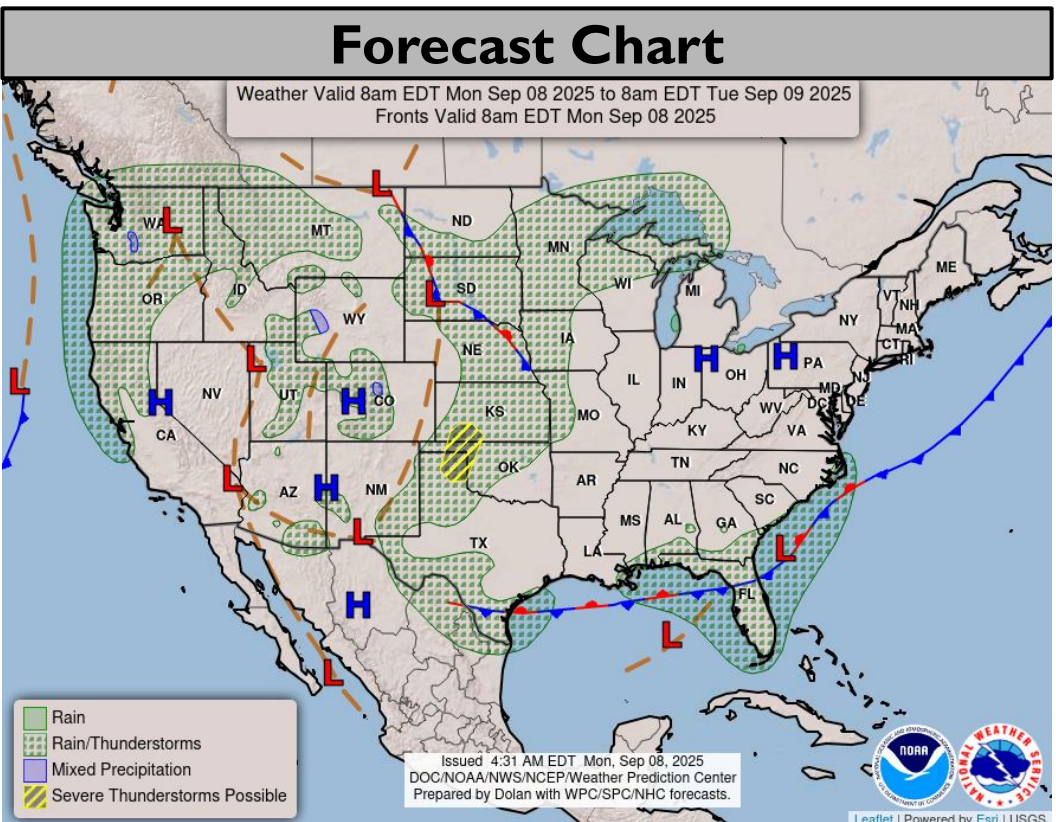 Forecast Chart
Weather Valid 8am EDT Mon Sep 08 2025 to 8am EDT Tue Sep 09 2025
Fronts Valid 8am EDT Mon Sep 08 2025
L
L
WA
MT
ND
MN
ME
OR
ID
L
SD
WI
MI
VT
NH
WY
NY
MA
CT
RI
L
NE
IA
H
OH
H
PA
NJ
L
H
NV
UT
H
CO
IL
IN
MD
DE
DC
KS
MO
WV
CA
KY
VA
L
AZ
H
NM
OK
AR
TN
NC
SC
L
TX
MS
AL
GA
L
LA
H
FL
L
L
Rain
Rain/Thunderstorms
Mixed Precipitation
Severe Thunderstorms Possible
Issued 4:31 AM EDT Mon, Sep 08, 2025
DOC/NOAA/NWS/NCEP/Weather Prediction Center
Prepared by Dolan with WPC/SPC/NHC forecasts.
NOAA
NATIONAL WEATHER SERVICE
Leaflet | Powered by Esri | USGS